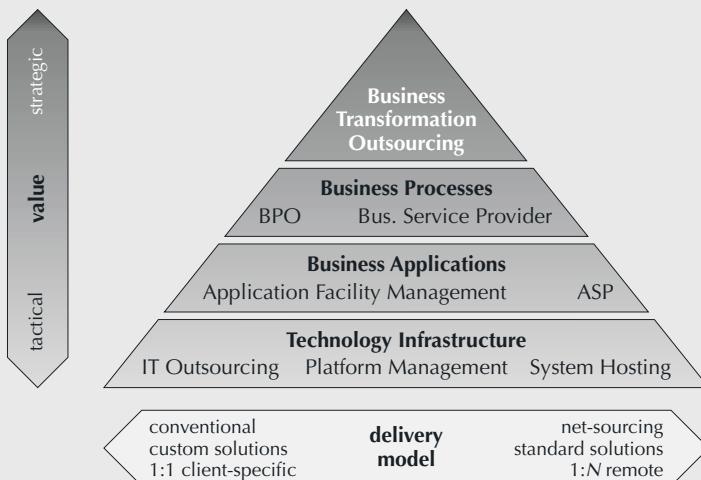 strategic
value
tactical
Business
Transformation
Outsourcing
Business Processes
BPO Bus. Service Provider
Business Applications
Application Facility Management ASP
Technology Infrastructure
IT Outsourcing Platform Management System Hosting
conventional
custom solutions
1:1 client-specific
delivery
model
net-sourcing
standard solutions
1:N remote